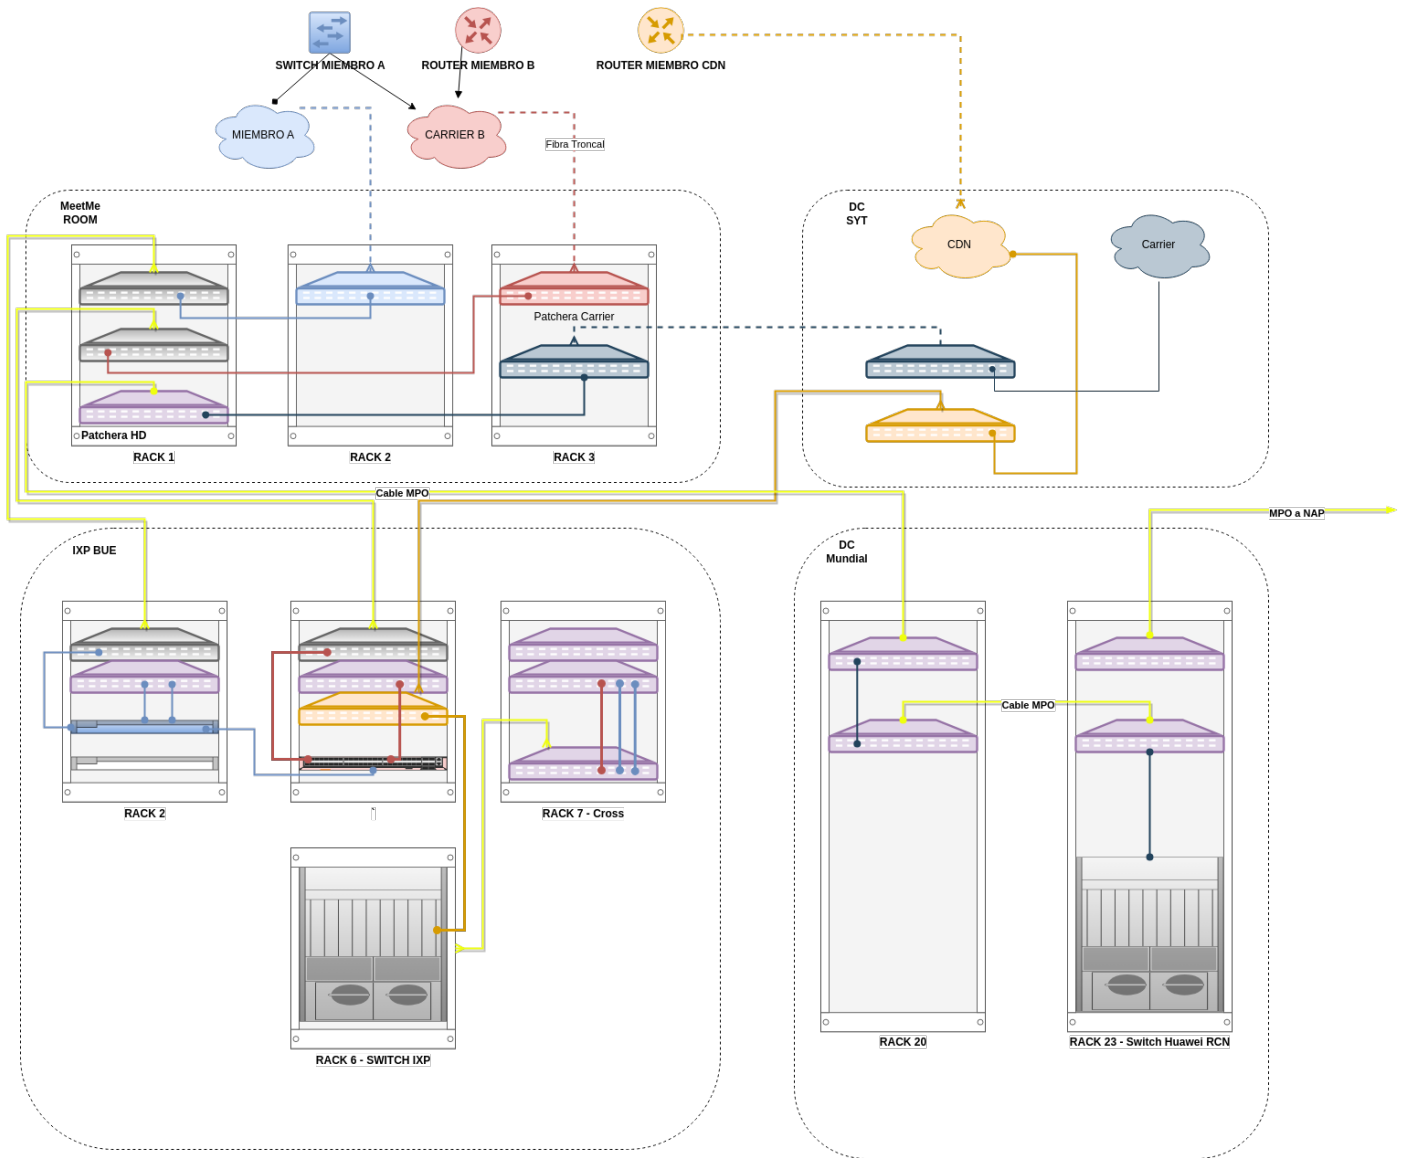 SWITCH MIEMBRO A
ROUTER MIEMBRO B
ROUTER MIEMBRO CDN
MIEMBRO A
CARRIER B
Fibra Troncal
MeetMe
ROOM
DC
SYT
CDN
Carrier
Patchera Carrier
Patchera HD
RACK 1
RACK 2
RACK 3
Cable MPO
MPO a NAP
IXP BUE
DC
Mundial
Cable MPO
RACK 2
RACK 7 - Cross
RACK 6 - SWITCH IXP
RACK 20
RACK 23 - Switch Huawei RCN